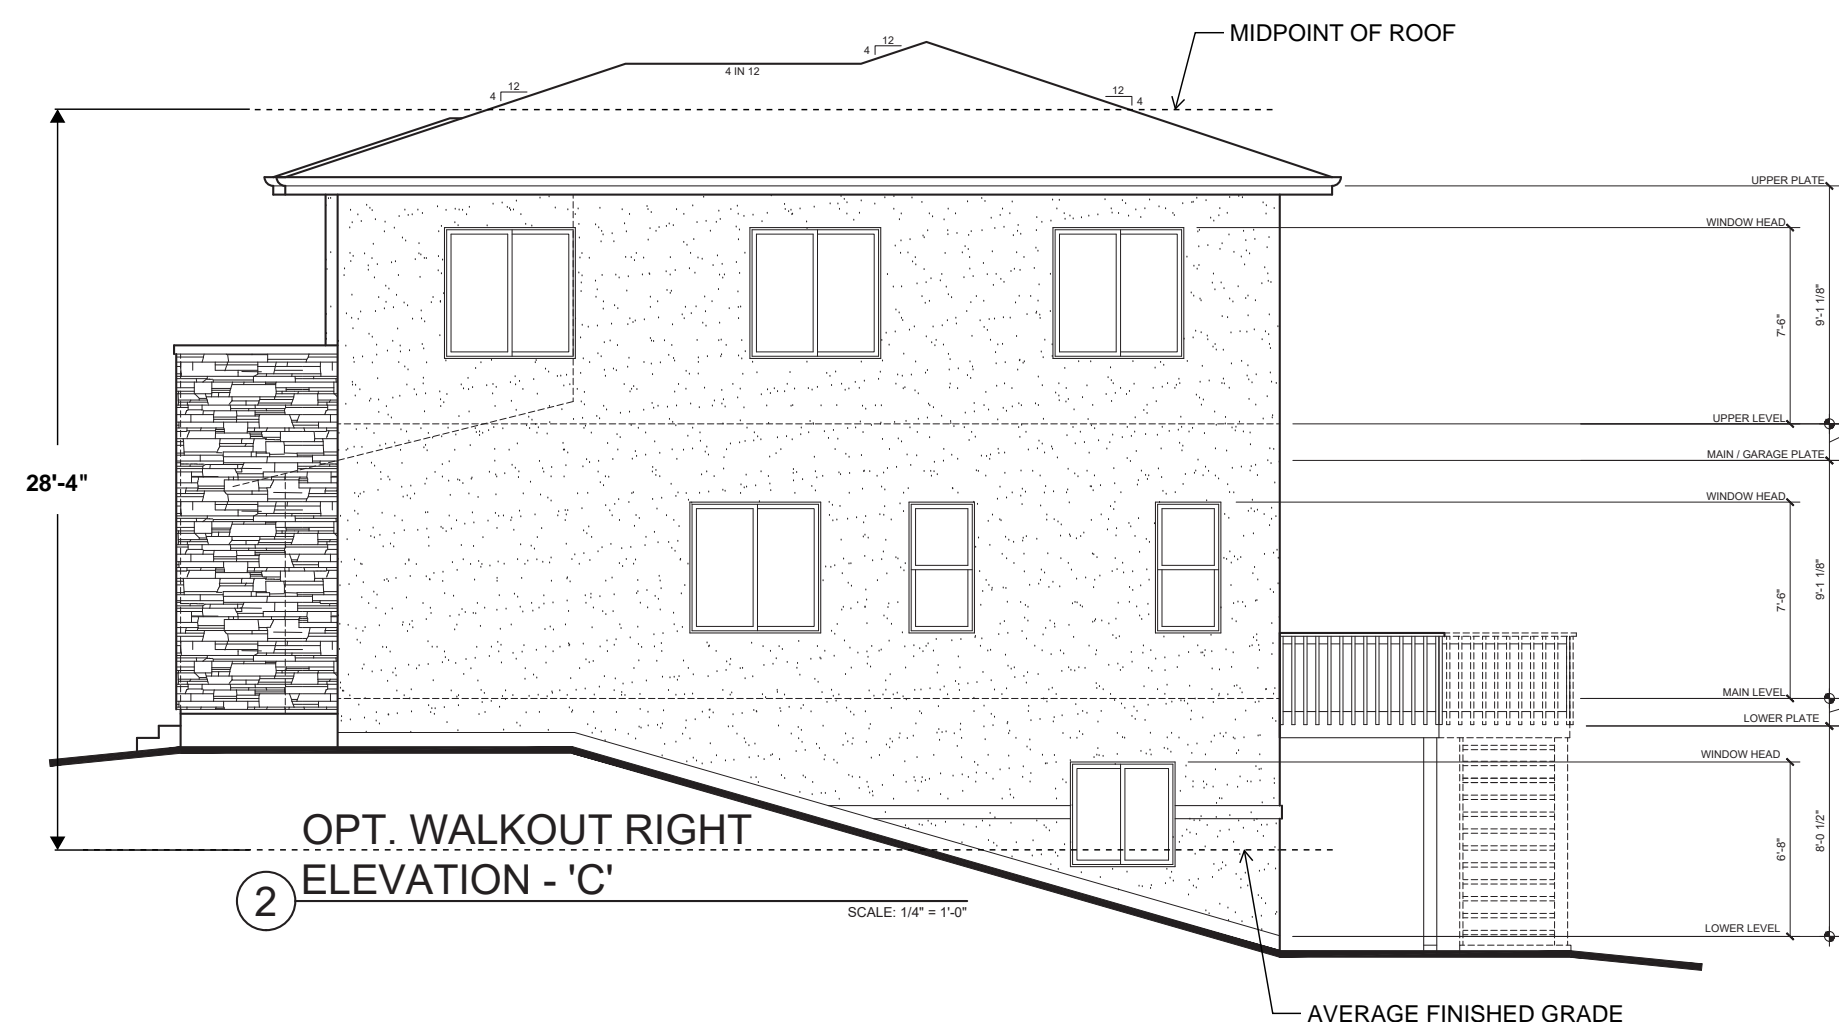 MIDPOINT OF ROOF
12
4
4 IN 12
12
4
12
4
UPPER PLATE
WINDOW HEAD
7'-6"
9'-1 1/8"
UPPER LEVEL
MAIN / GARAGE PLATE
28'-4"
WINDOW HEAD
7'-6"
9'-1 1/8"
MAIN LEVEL
LOWER PLATE
WINDOW HEAD
6'-8"
8'-0 1/2"
LOWER LEVEL
OPT. WALKOUT RIGHT
ELEVATION - 'C'
2
SCALE: 1/4" = 1'-0"
AVERAGE FINISHED GRADE